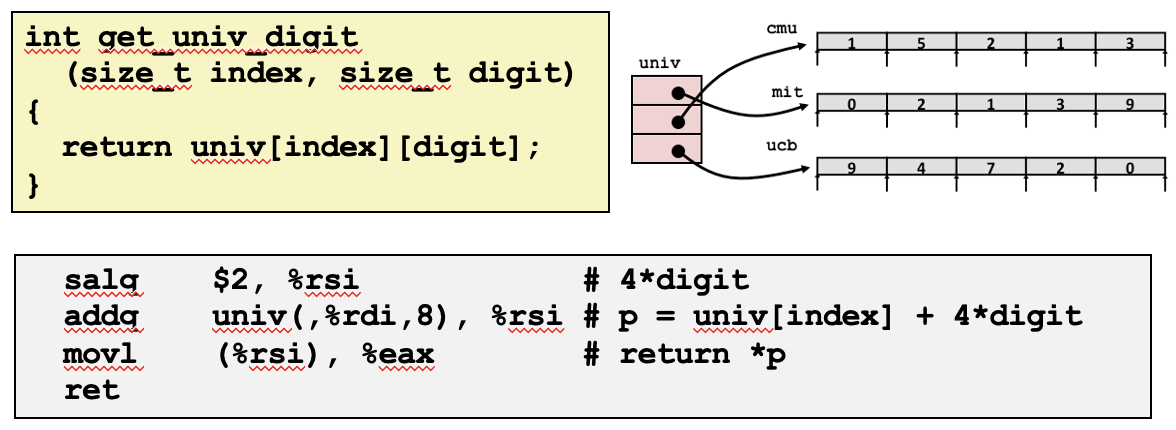 int get_univ_digit
(size_t index, size_t digit)
{
return univ[index][digit];
}
univ
cmu
1 5 2 1 3
mit
0 2 1 3 9
ucb
9 4 7 2 0
salq $2, %rsi # 4*digit
addq univ(,%rdi,8), %rsi # p = univ[index] + 4*digit
movl (%rsi), %eax # return *p
ret